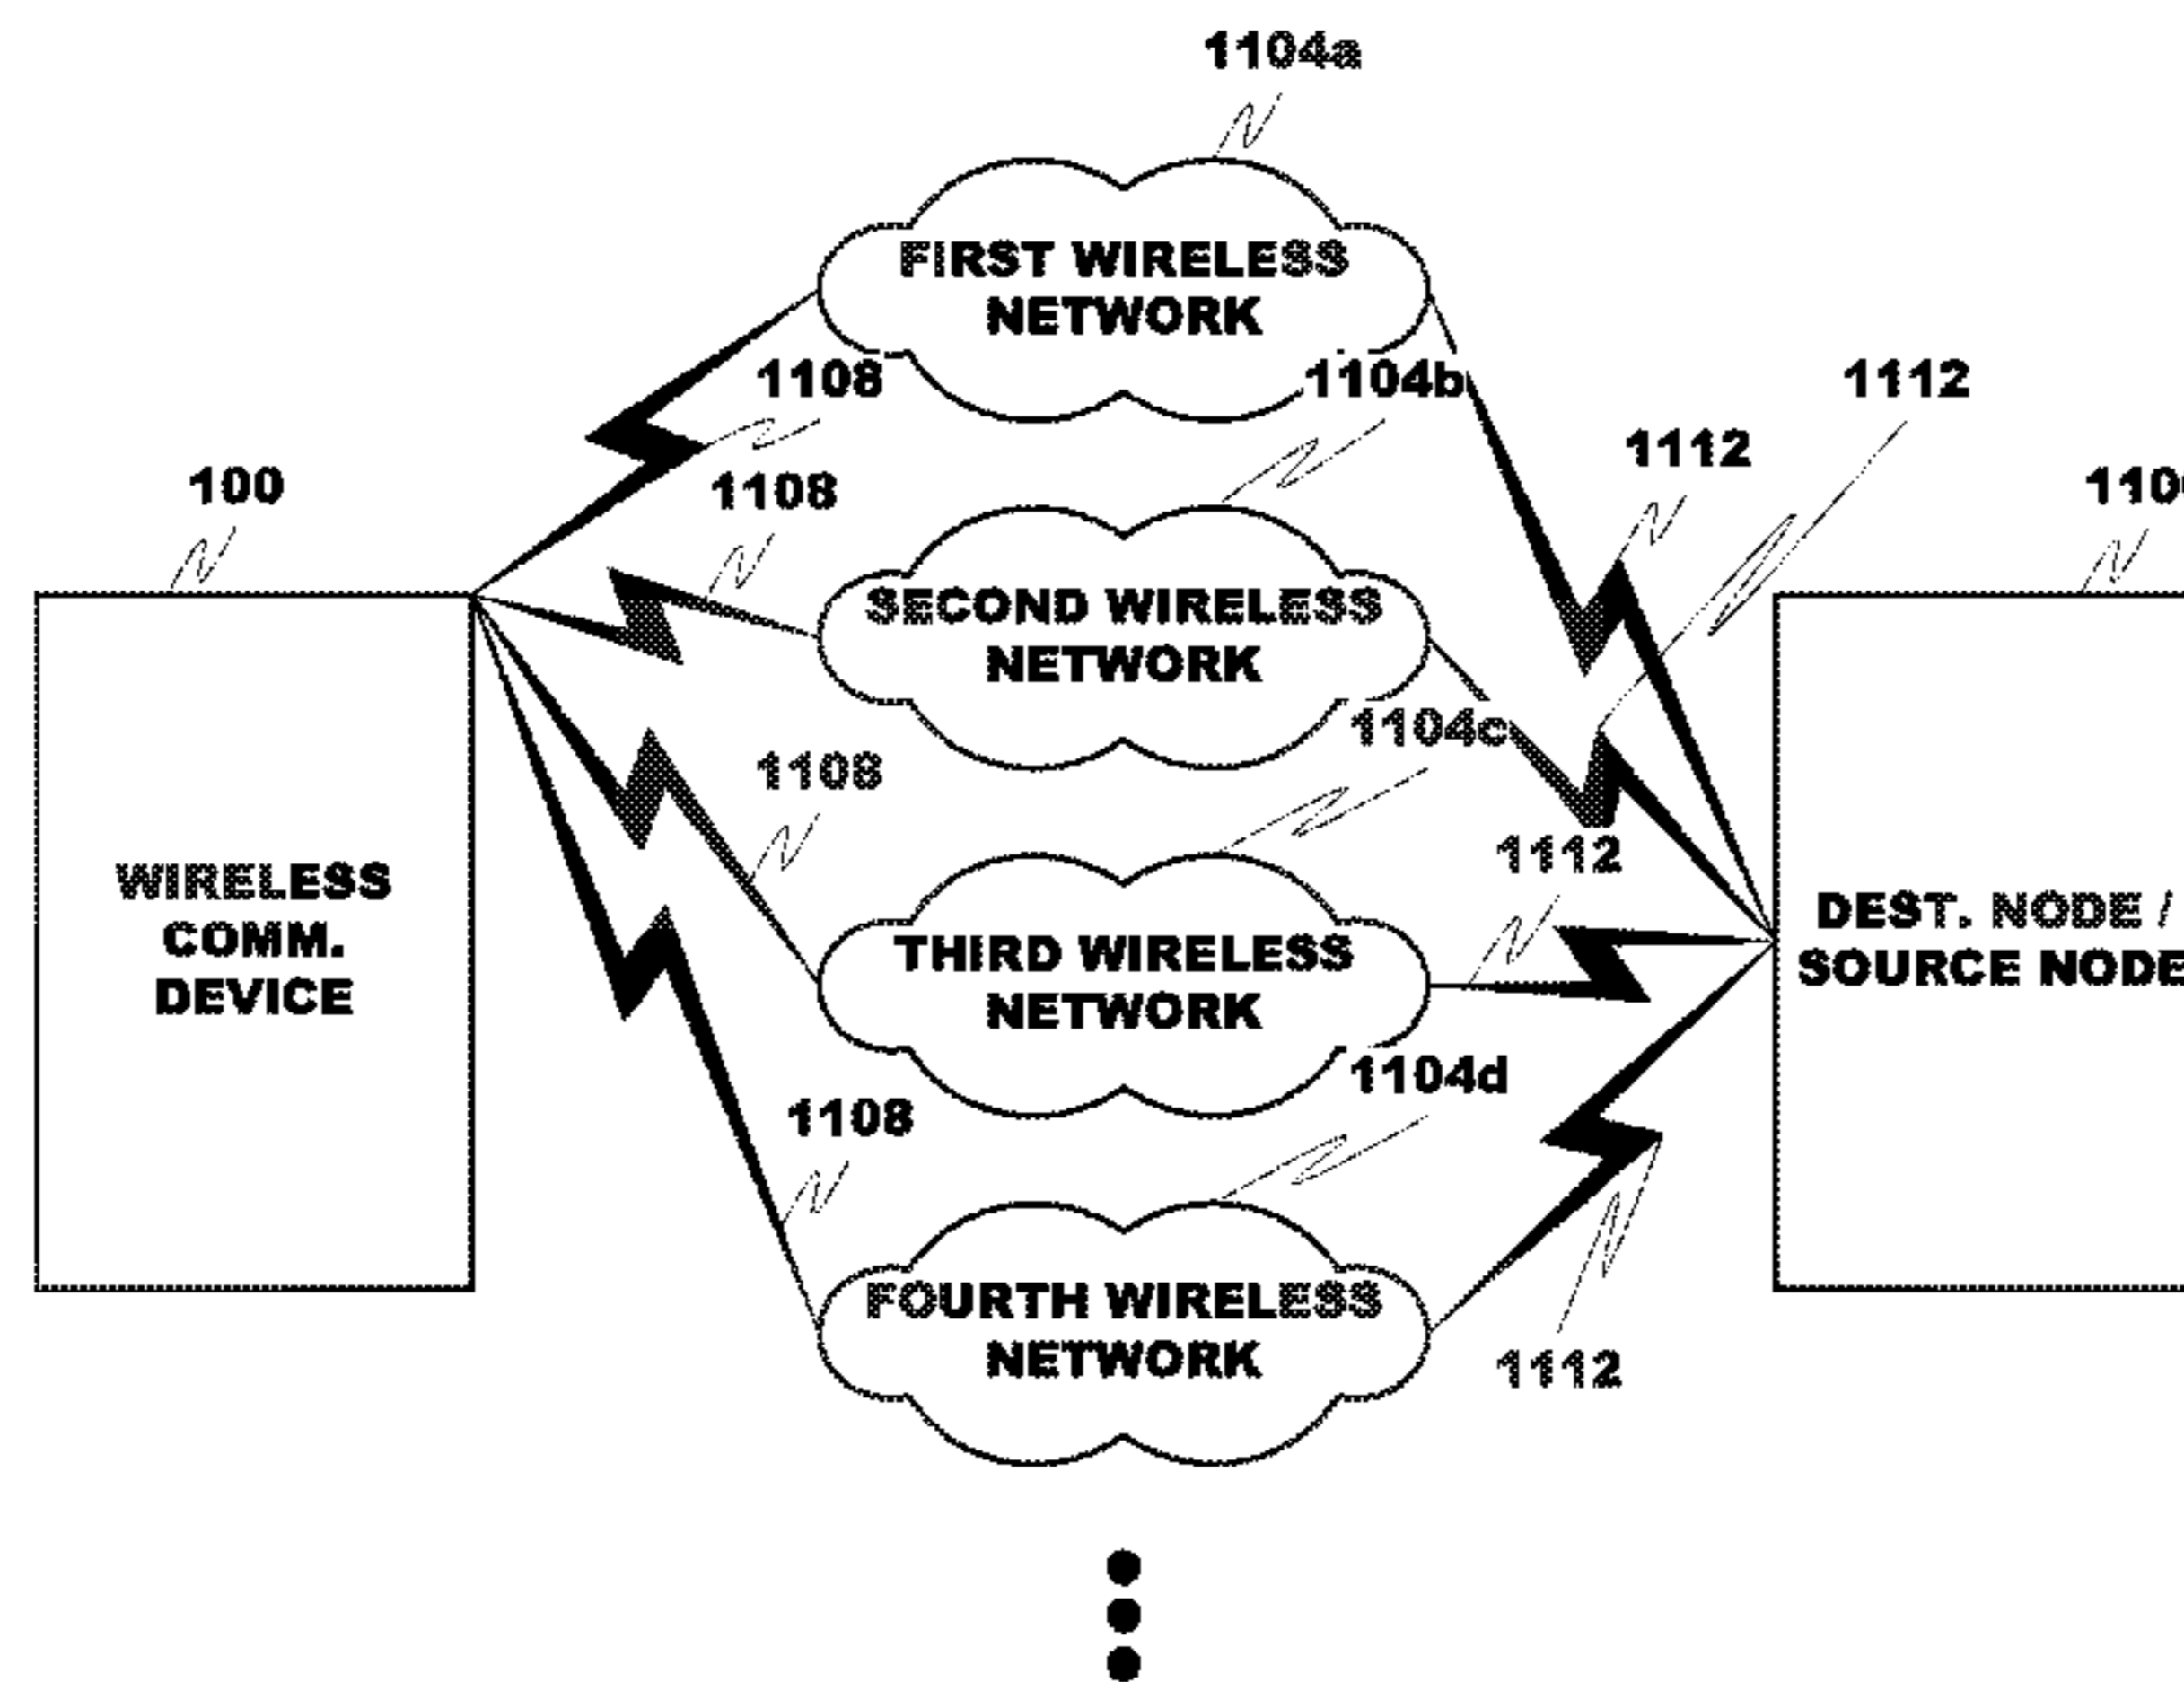 1104a
FIRST WIRELESS
NETWORK
1108
1104b
1112
1112
100
1108
SECOND WIRELESS
NETWORK
1104c
1108
1112
WIRELESS
COMM.
DEVICE
THIRD WIRELESS
NETWORK
DEST. NODE /
SOURCE NODE
1104d
1108
FOURTH WIRELESS
NETWORK
1112